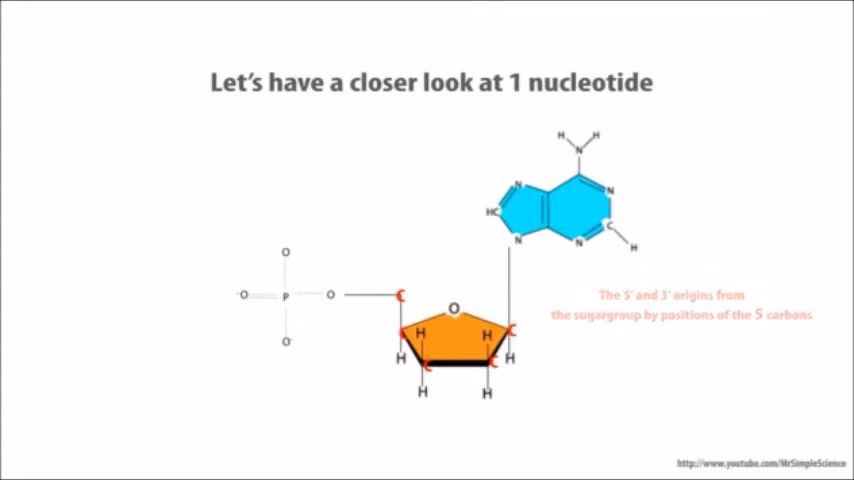 Let's have a closer look at 1 nucleotide
H H
N
N N
HC C
N N H
O
-O P O C
The 5' and 3' origins from
the sugargroup by positions of the 5 carbons
O
C H H C
O-
H C C H
H H
http://www.youtube.com/MrSimpleScience